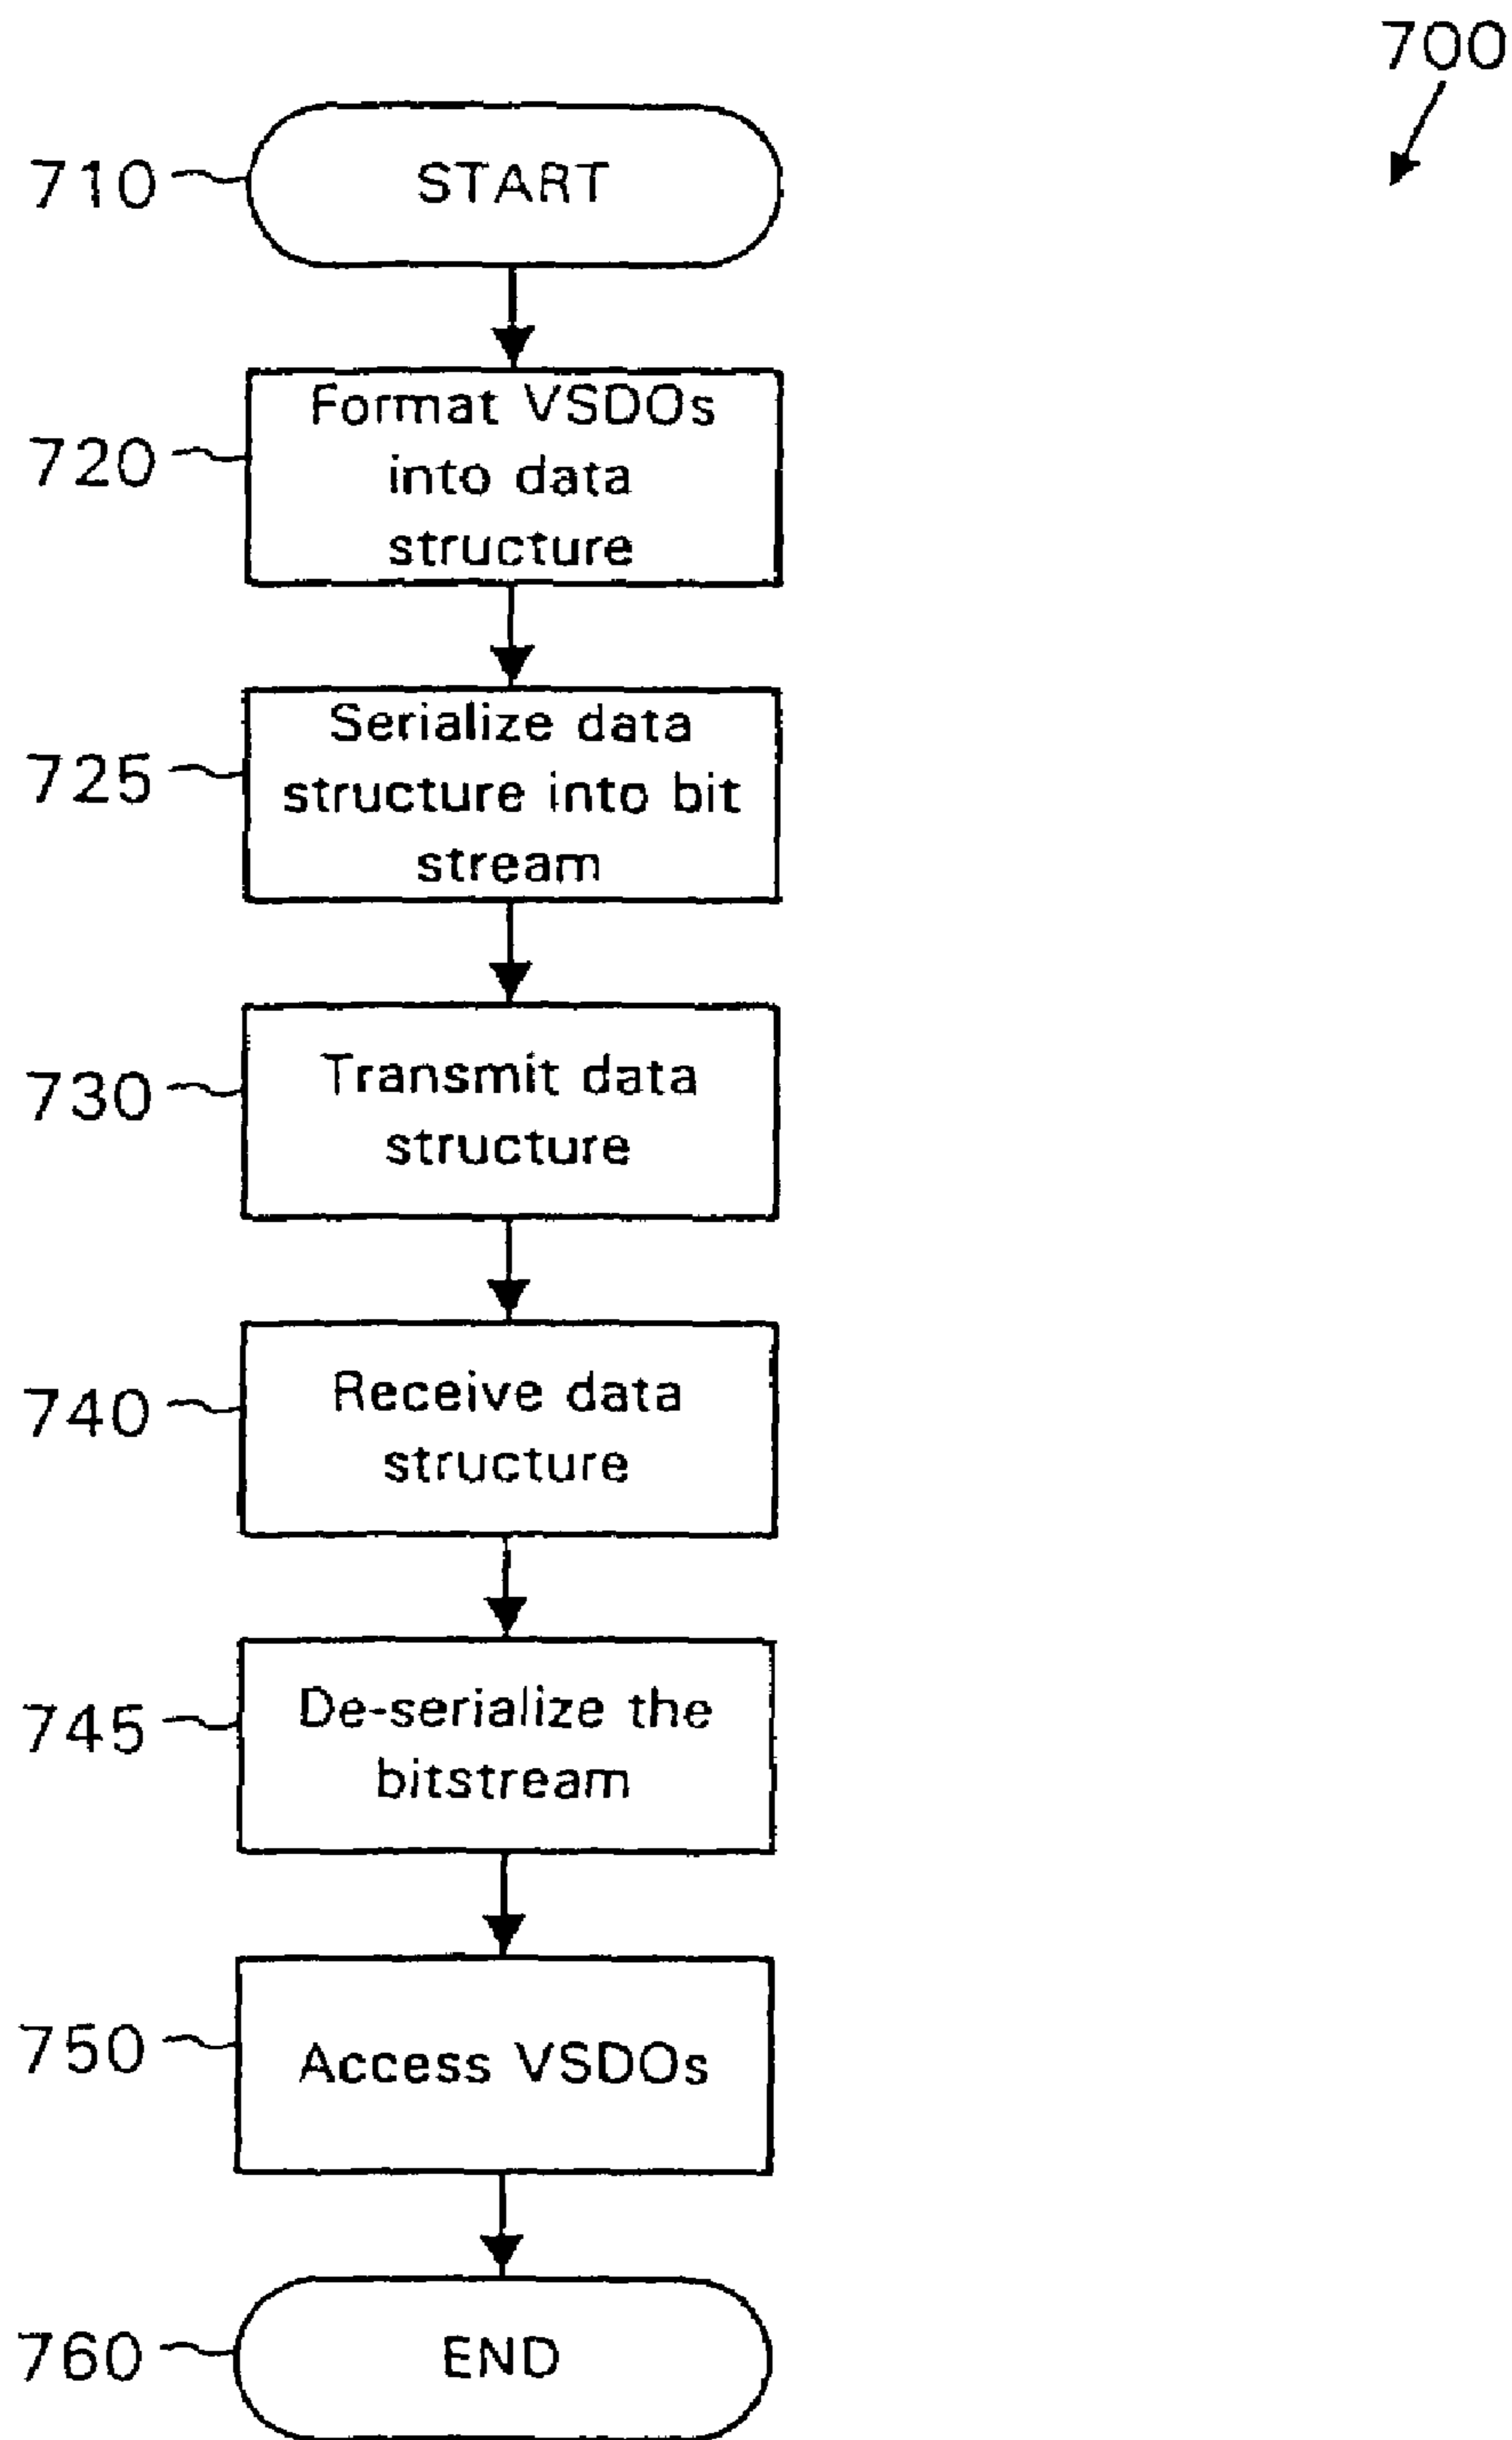 700
710
START
720
Format VSDOs
into data
structure
725
Serialize data
structure into bit
stream
730
Transmit data
structure
740
Receive data
structure
745
De-serialize the
bitstream
750
Access VSDOs
760
END